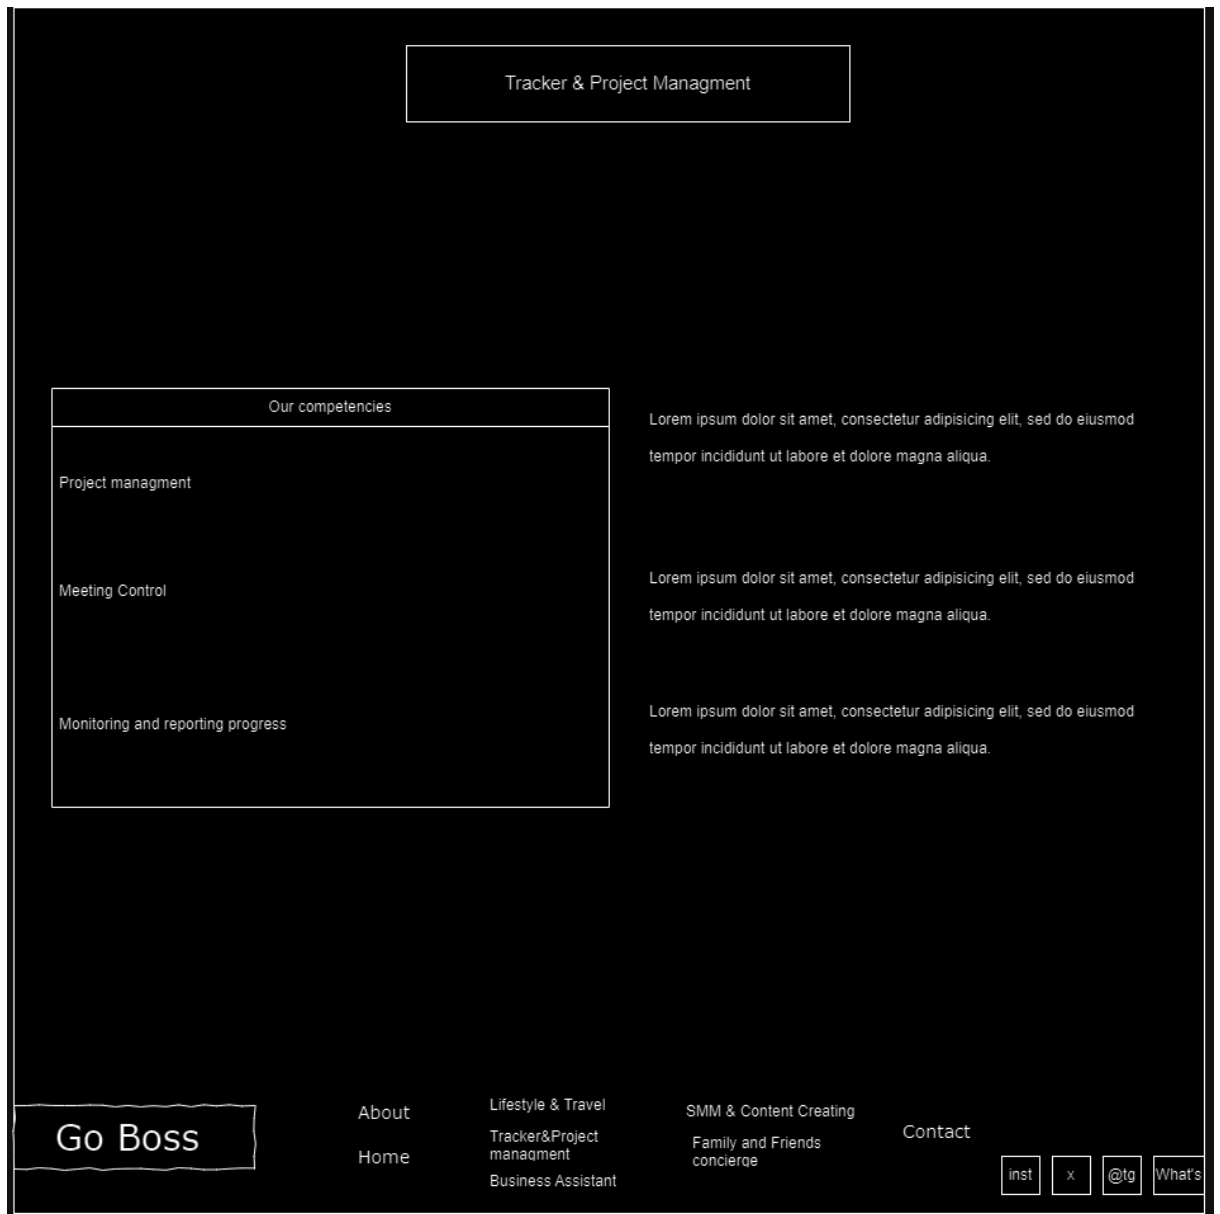 Tracker & Project Managment
Our competencies
Project managment
Meeting Control
Monitoring and reporting progress
Lorem ipsum dolor sit amet, consectetur adipisicing elit, sed do eiusmod
tempor incididunt ut labore et dolore magna aliqua.
Lorem ipsum dolor sit amet, consectetur adipisicing elit, sed do eiusmod
tempor incididunt ut labore et dolore magna aliqua.
Lorem ipsum dolor sit amet, consectetur adipisicing elit, sed do eiusmod
tempor incididunt ut labore et dolore magna aliqua.
Go Boss
About
Home
Lifestyle & Travel
Tracker&Project
managment
Business Assistant
SMM & Content Creating
Family and Friends
concierge
Contact
inst
x
@tg
What's